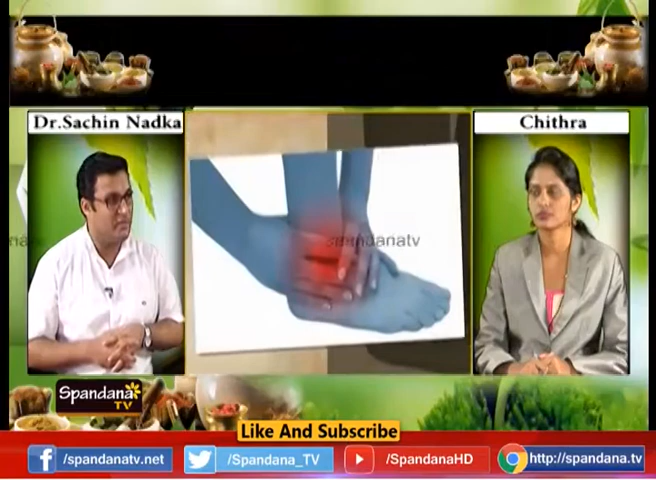 Dr.Sachin Nadka
Chithra
spandanatv
Spandana
TV
Like And Subscribe
/spandanatv.net
/Spandana_TV
/SpandanaHD
http://spandana.tv